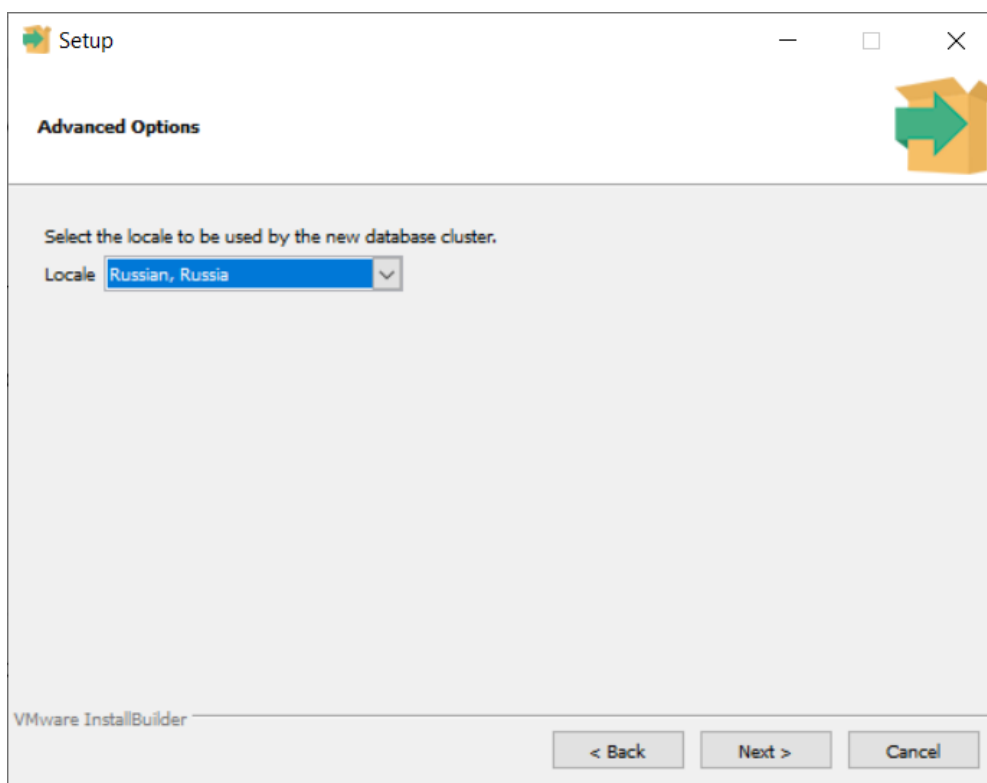 Setup
Advanced Options
Select the locale to be used by the new database cluster.
Locale Russian, Russia
VMware InstallBuilder
< Back Next > Cancel